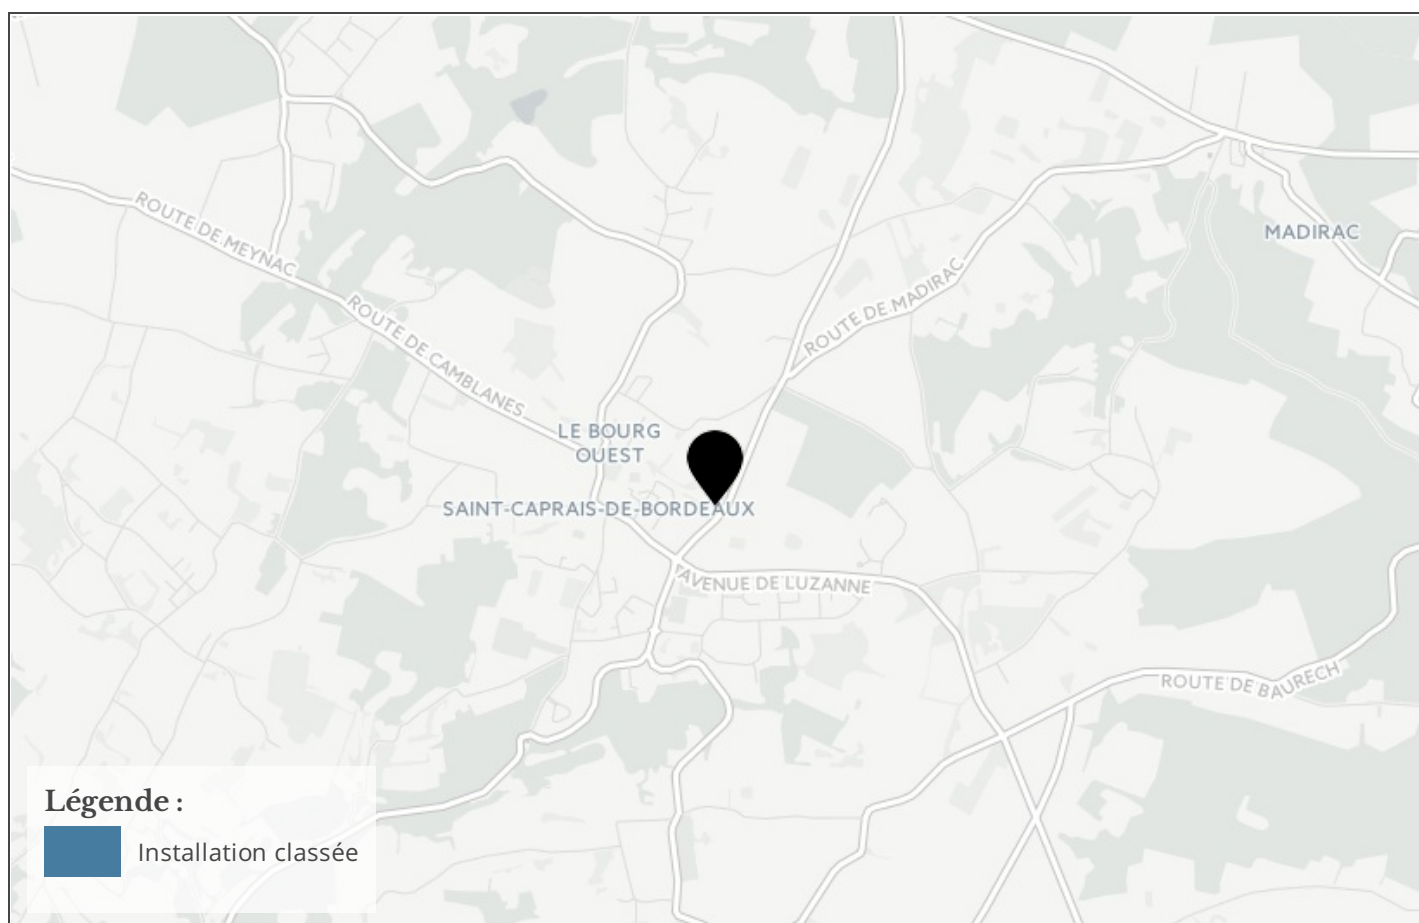 ROUTE DE MEYNAC
MADIRAC
ROUTE DE MADIRAC
ROUTE DE CAMBLANES
LE BOURG
OUEST
SAINT-CAPRAIS-DE-BORDEAUX
AVENUE DE LUZANNE
ROUTE DE BAURECH
Légende :
Installation classée